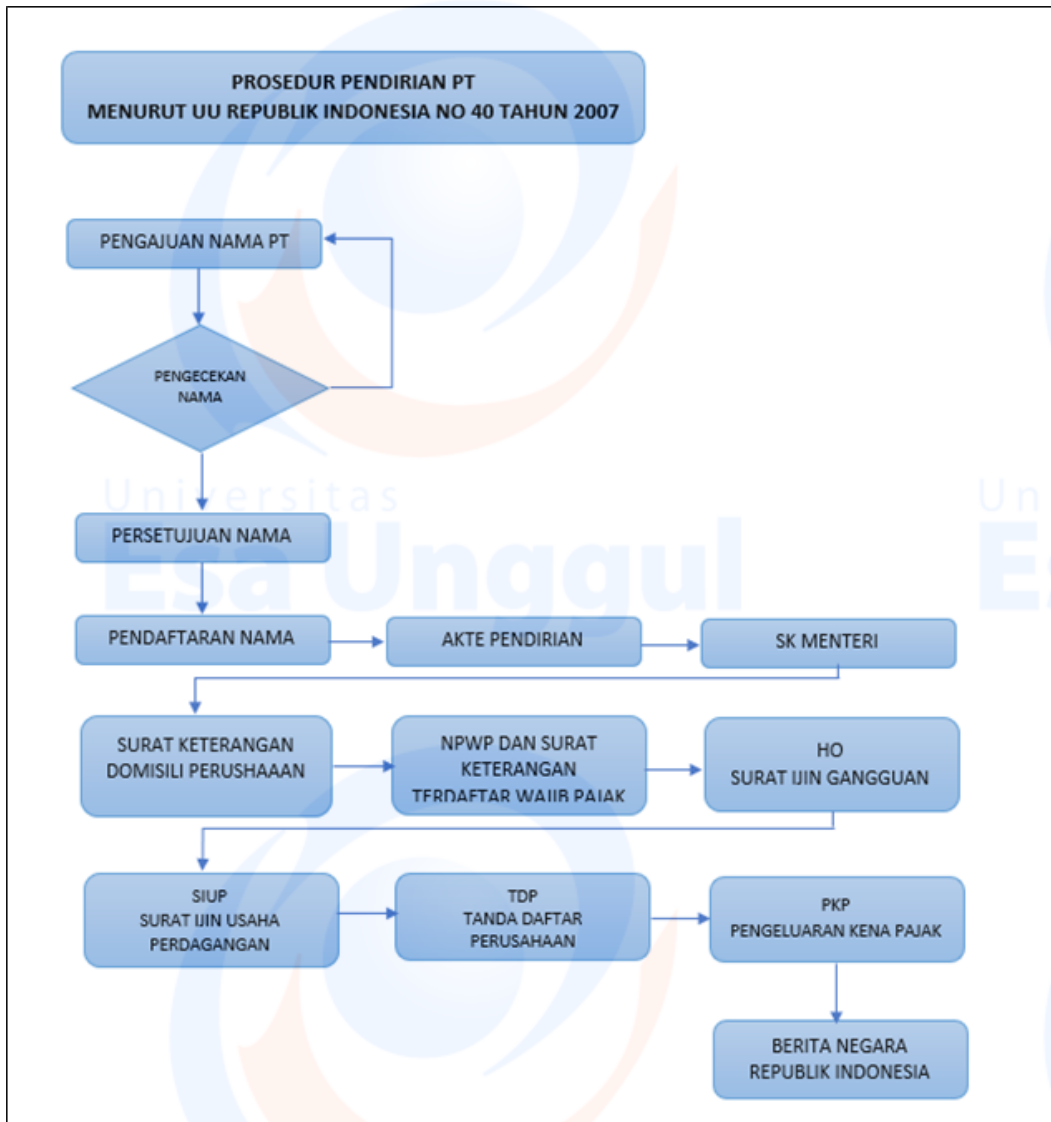 PROSEDUR PENDIRIAN PT
MENURUT UU REPUBLIK INDONESIA NO 40 TAHUN 2007
PENGAJUAN NAMA PT
PENGECEKAN
NAMA
Universitas
Esa Unggul
Un
Es
PERSETUJUAN NAMA
PENDAFTARAN NAMA
AKTE PENDIRIAN
SK MENTERI
SURAT KETERANGAN
DOMISILI PERUSHAAAN
NPWP DAN SURAT
KETERANGAN
TERDAFTAR WAJIB PAJAK
HO
SURAT IJIN GANGGUAN
SIUP
SURAT IJIN USAHA
PERDAGANGAN
TDP
TANDA DAFTAR
PERUSAHAAN
PKP
PENGELUARAN KENA PAJAK
BERITA NEGARA
REPUBLIK INDONESIA